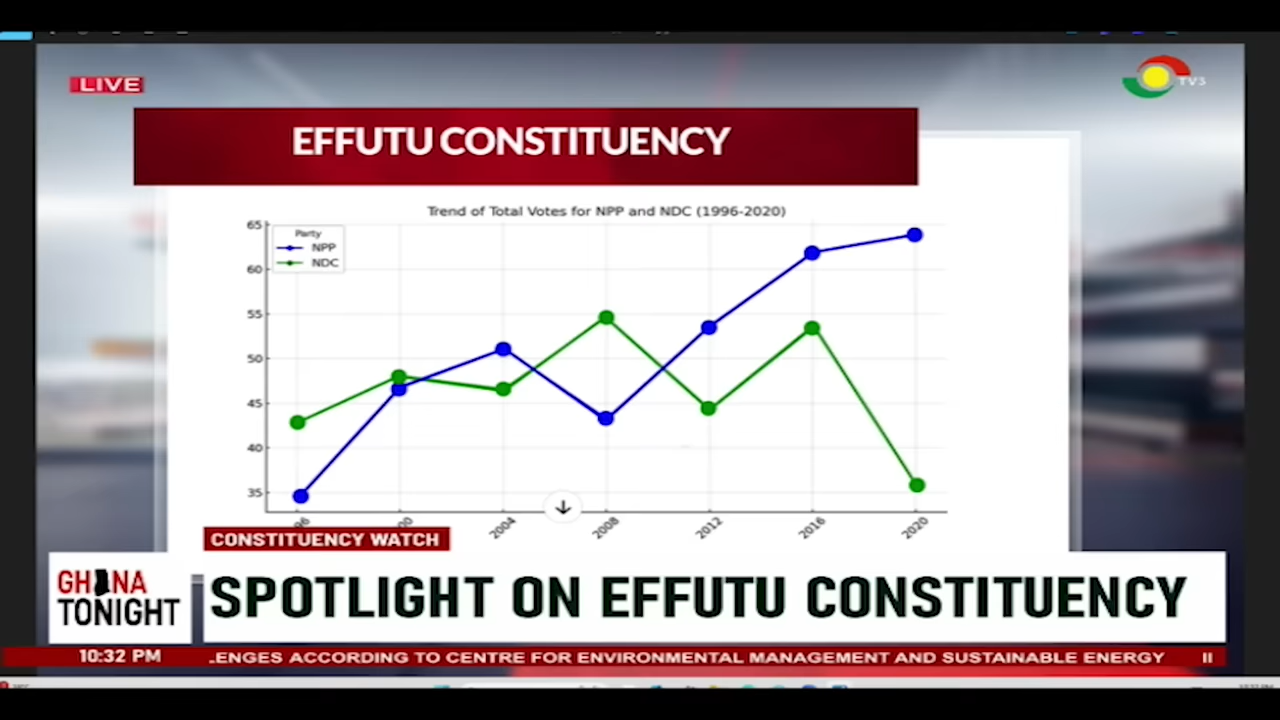 LIVE
TV3
EFFUTU CONSTITUENCY
Trend of Total Votes for NPP and NDC (1996-2020)
Party
NPP
NDC
65
60
55
50
45
40
35
96
00
2004
2008
2012
2016
2020
CONSTITUENCY WATCH
GHANA
TONIGHT
SPOTLIGHT ON EFFUTU CONSTITUENCY
10:32 PM
ENGES ACCORDING TO CENTRE FOR ENVIRONMENTAL MANAGEMENT AND SUSTAINABLE ENERGY